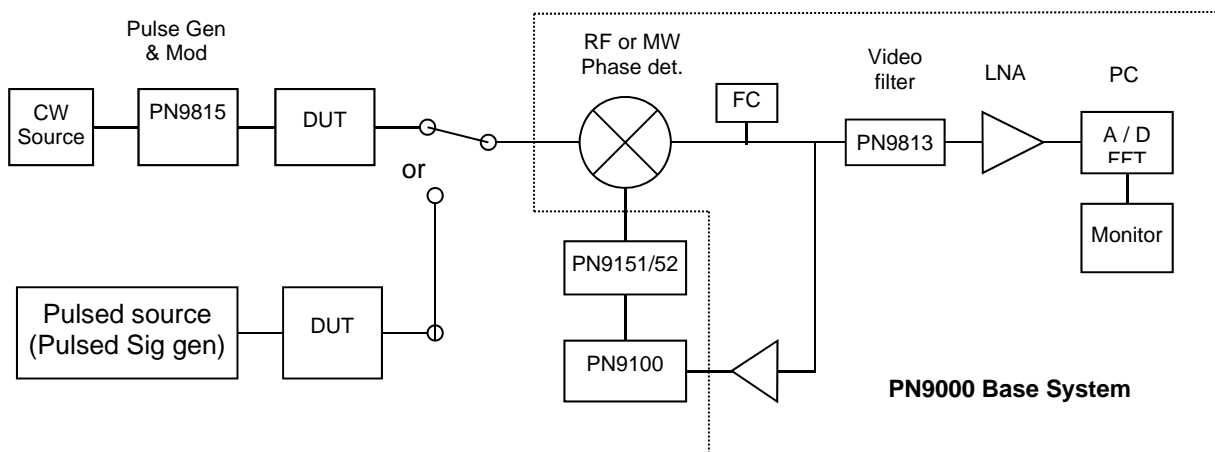 Pulse Gen
& Mod
RF or MW
Phase det.
Video
filter
LNA
PC
CW
Source
PN9815
DUT
FC
PN9813
A / D
FFT
or
Monitor
PN9151/52
Pulsed source
(Pulsed Sig gen)
DUT
PN9100
PN9000 Base System